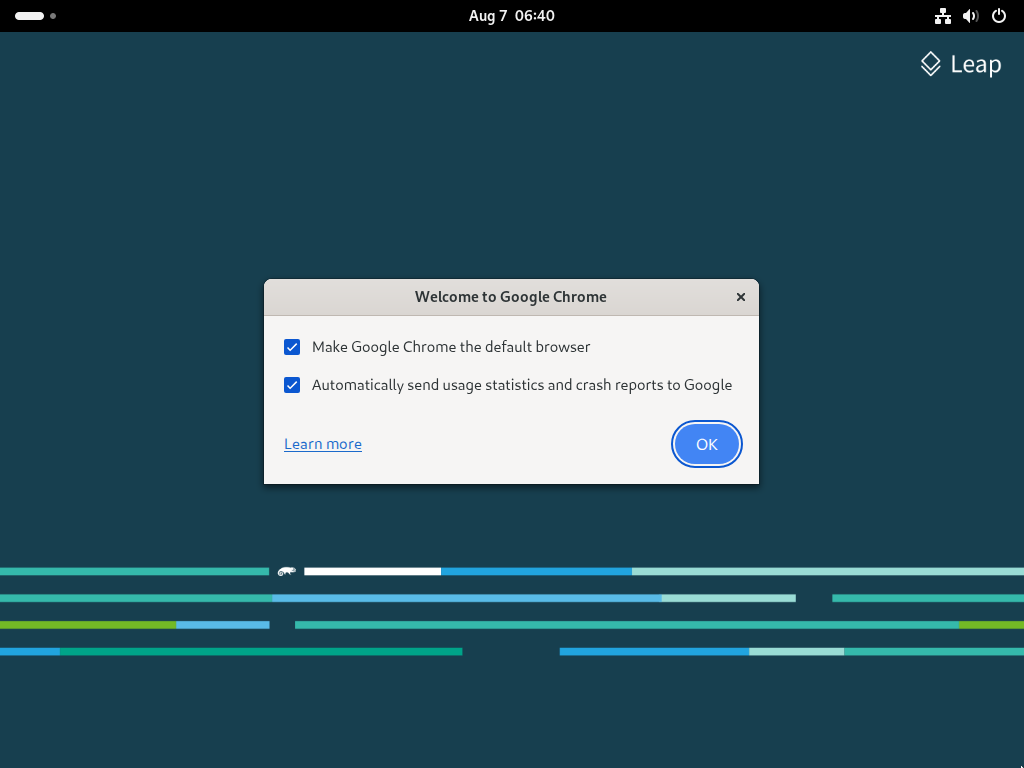 Aug 7 06:40
Leap
Welcome to Google Chrome
Make Google Chrome the default browser
Automatically send usage statistics and crash reports to Google
Learn more
OK